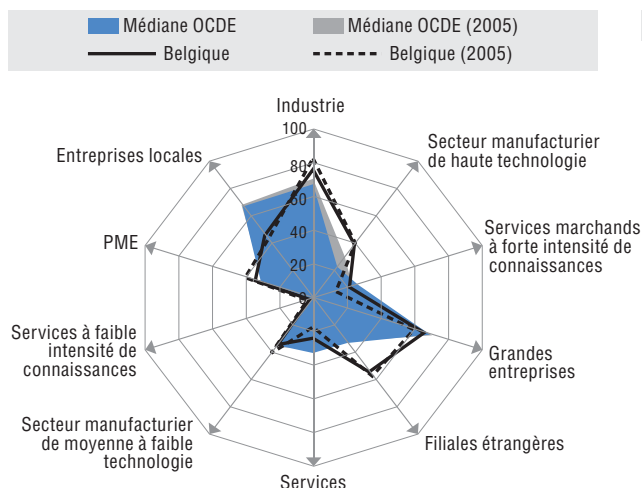 Médiane OCDE
Médiane OCDE (2005)
Belgique
Belgique (2005)
Industrie
100
80
60
40
20
0
Secteur manufacturier
de haute technologie
Services marchands
à forte intensité de
connaissances
Grandes
entreprises
Filiales étrangères
Services
Secteur manufacturier
de moyenne à faible
technologie
Services à faible
intensité de
connaissances
PME
Entreprises locales